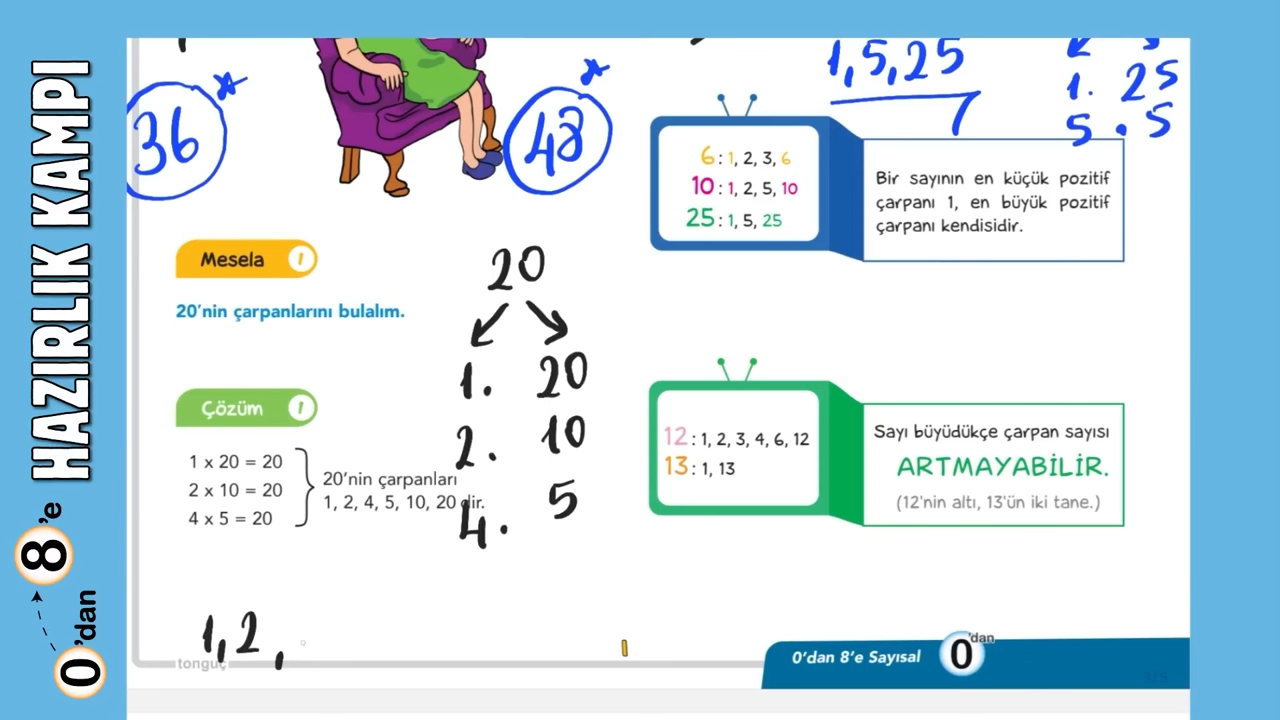 0'dan 8'e HAZIRLIK KAMPI
36
48
1, 5, 25
1 . 25
5 . 5
6 : 1, 2, 3, 6
10 : 1, 2, 5, 10
25 : 1, 5, 25
Bir sayının en küçük pozitif
çarpanı 1, en büyük pozitif
çarpanı kendisidir.
Mesela 1
20'nin çarpanlarını bulalım.
20
1 . 20
2 . 10
4 . 5
Çözüm 1
1 x 20 = 20
2 x 10 = 20
4 x 5 = 20
20'nin çarpanları
1, 2, 4, 5, 10, 20'dir.
12 : 1, 2, 3, 4, 6, 12
13 : 1, 13
Sayı büyüdükçe çarpan sayısı
ARTMAYABİLİR.
(12'nin altı, 13'ün iki tane.)
1, 2,
tonguç
0'dan 8'e Sayısal
0'dan